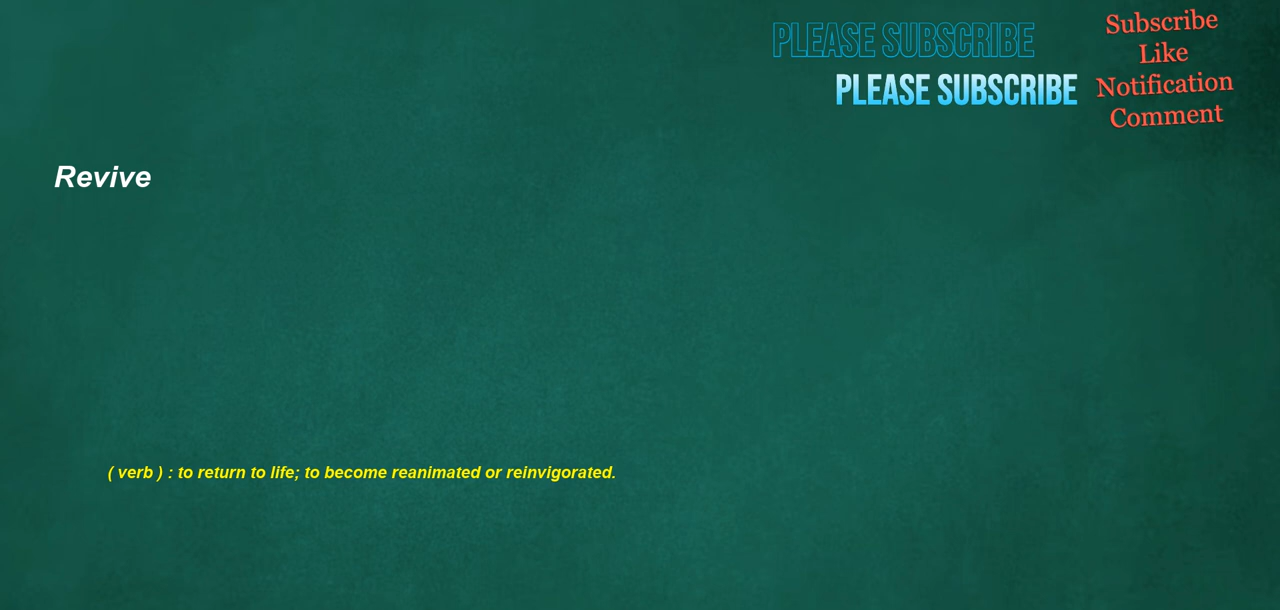 PLEASE SUBSCRIBE
PLEASE SUBSCRIBE
Subscribe
Like
Notification
Comment
Revive
( verb ) : to return to life; to become reanimated or reinvigorated.